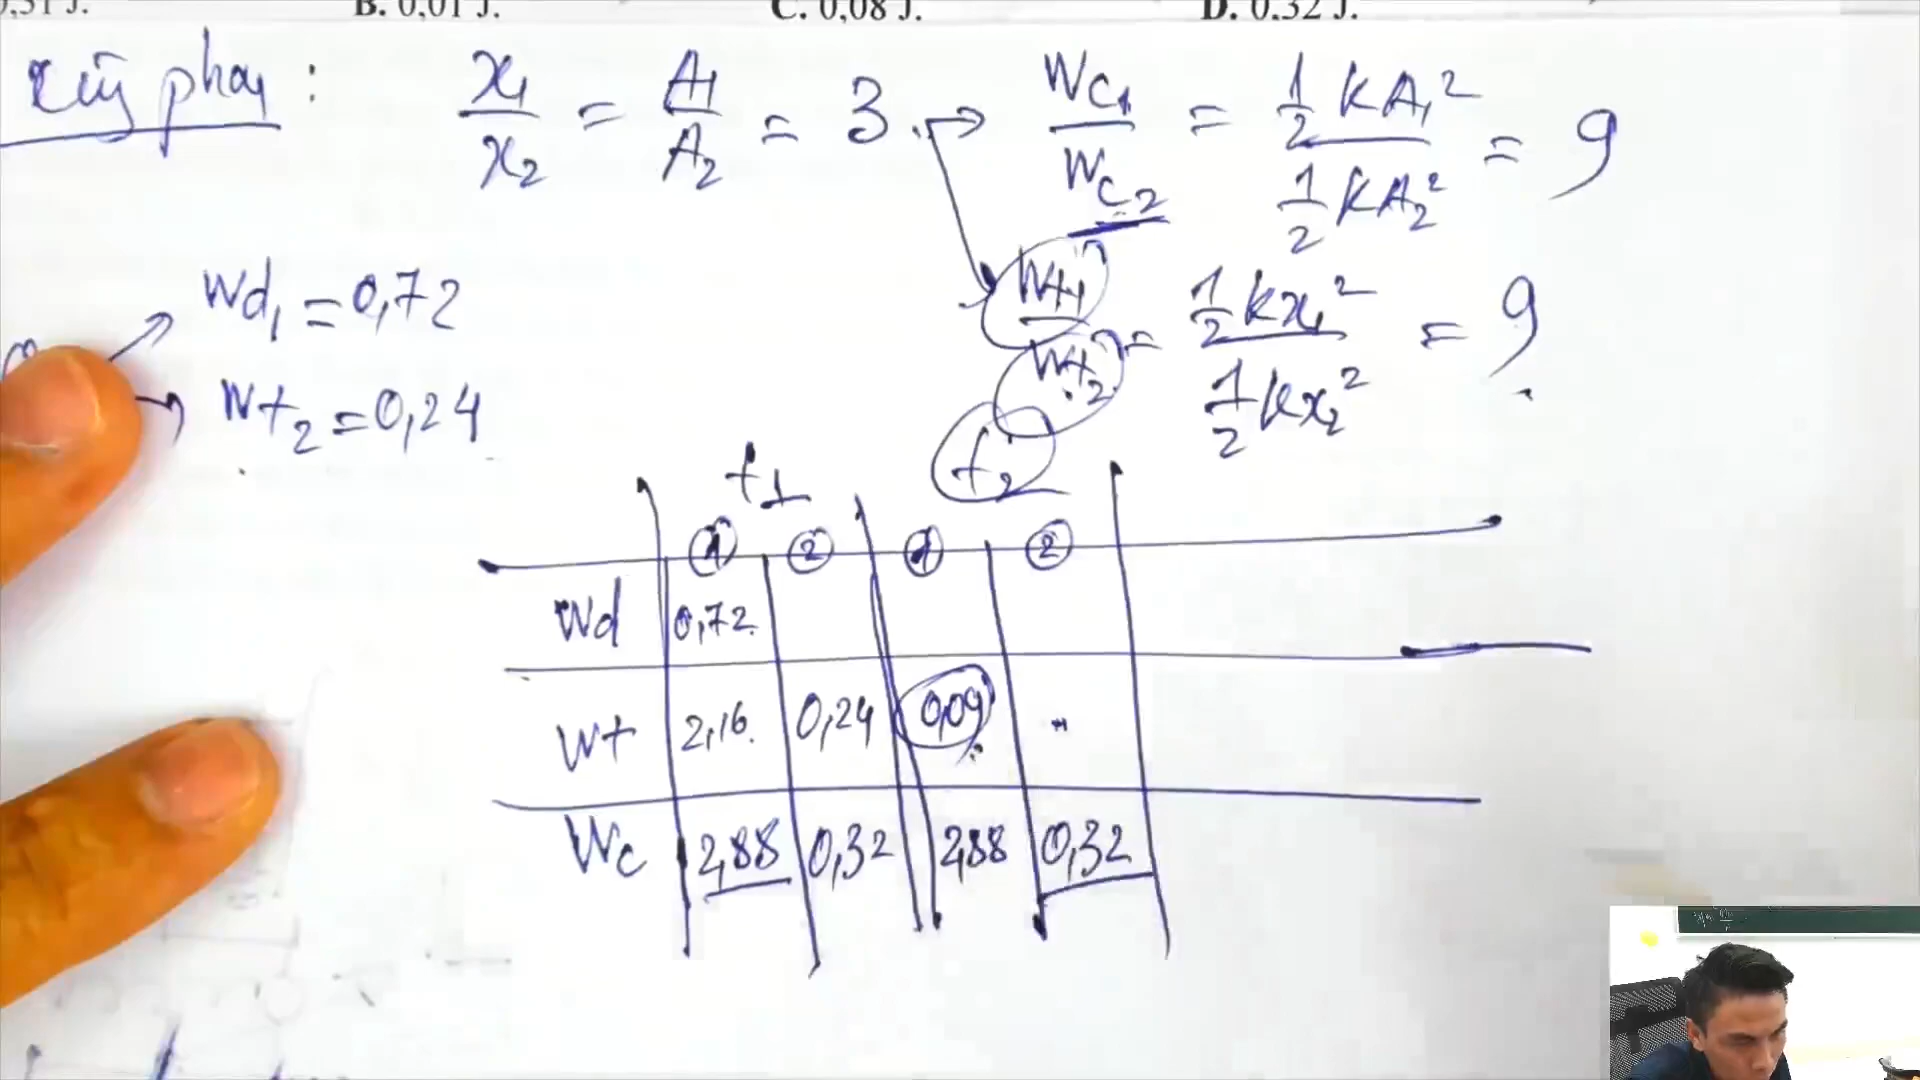 ,31 J. B. 0,01 J. C. 0,08 J. D. 0,32 J.
cùng pha : x₁/x₂ = A₁/A₂ = 3 → Wc₁/Wc₂ = ½kA₁²/½kA₂² = 9
Wt₁/Wt₂ = ½kx₁²/½kx₂² = 9
Wd₁ = 0,72
Wt₂ = 0,24
t₁ t₂
① ② ① ②
Wd 0,72
Wt 2,16 0,24 0,09
Wc 2,88 0,32 2,88 0,32